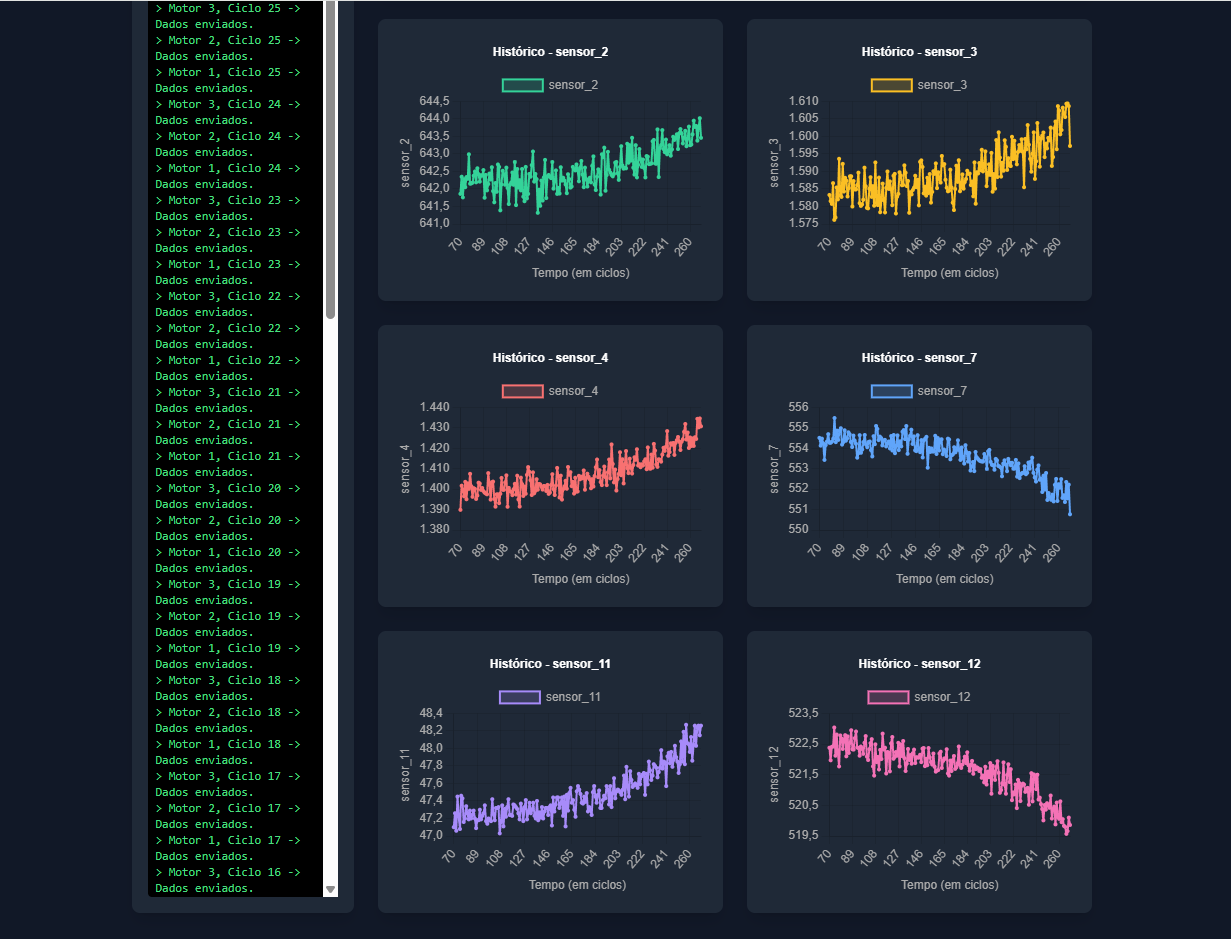 > Motor 3, Ciclo 25 ->
Dados enviados.
> Motor 2, Ciclo 25 ->
Dados enviados.
> Motor 1, Ciclo 25 ->
Dados enviados.
> Motor 3, Ciclo 24 ->
Dados enviados.
> Motor 2, Ciclo 24 ->
Dados enviados.
> Motor 1, Ciclo 24 ->
Dados enviados.
> Motor 3, Ciclo 23 ->
Dados enviados.
> Motor 2, Ciclo 23 ->
Dados enviados.
> Motor 1, Ciclo 23 ->
Dados enviados.
> Motor 3, Ciclo 22 ->
Dados enviados.
> Motor 2, Ciclo 22 ->
Dados enviados.
> Motor 1, Ciclo 22 ->
Dados enviados.
> Motor 3, Ciclo 21 ->
Dados enviados.
> Motor 2, Ciclo 21 ->
Dados enviados.
> Motor 1, Ciclo 21 ->
Dados enviados.
> Motor 3, Ciclo 20 ->
Dados enviados.
> Motor 2, Ciclo 20 ->
Dados enviados.
> Motor 1, Ciclo 20 ->
Dados enviados.
> Motor 3, Ciclo 19 ->
Dados enviados.
> Motor 2, Ciclo 19 ->
Dados enviados.
> Motor 1, Ciclo 19 ->
Dados enviados.
> Motor 3, Ciclo 18 ->
Dados enviados.
> Motor 2, Ciclo 18 ->
Dados enviados.
> Motor 1, Ciclo 18 ->
Dados enviados.
> Motor 3, Ciclo 17 ->
Dados enviados.
> Motor 2, Ciclo 17 ->
Dados enviados.
> Motor 1, Ciclo 17 ->
Dados enviados.
> Motor 3, Ciclo 16 ->
Dados enviados.
Histórico - sensor_2
sensor_2
644,5
644,0
643,5
643,0
642,5
642,0
641,5
641,0
sensor_2
70 89 108 127 146 165 184 203 222 241 260
Tempo (em ciclos)
Histórico - sensor_3
sensor_3
1.610
1.605
1.600
1.595
1.590
1.585
1.580
1.575
sensor_3
70 89 108 127 146 165 184 203 222 241 260
Tempo (em ciclos)
Histórico - sensor_4
sensor_4
1.440
1.430
1.420
1.410
1.400
1.390
1.380
sensor_4
70 89 108 127 146 165 184 203 222 241 260
Tempo (em ciclos)
Histórico - sensor_7
sensor_7
556
555
554
553
552
551
550
sensor_7
70 89 108 127 146 165 184 203 222 241 260
Tempo (em ciclos)
Histórico - sensor_11
sensor_11
48,4
48,2
48,0
47,8
47,6
47,4
47,2
47,0
sensor_11
70 89 108 127 146 165 184 203 222 241 260
Tempo (em ciclos)
Histórico - sensor_12
sensor_12
523,5
522,5
521,5
520,5
519,5
sensor_12
70 89 108 127 146 165 184 203 222 241 260
Tempo (em ciclos)